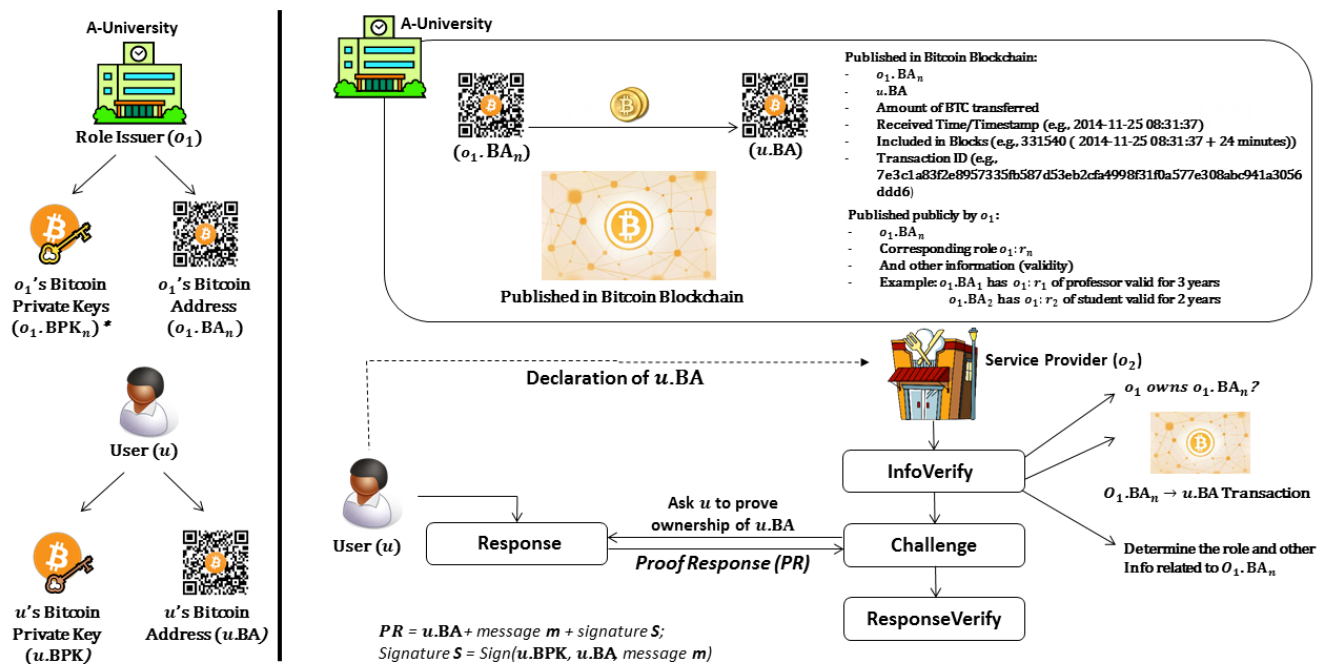 A-University
Role Issuer (o₁)
o₁'s Bitcoin
Private Keys
(o₁.BPKₙ) *
o₁'s Bitcoin
Address
(o₁.BAₙ)
User (u)
u's Bitcoin
Private Key
(u.BPK)
u's Bitcoin
Address (u.BA)
A-University
(o₁.BAₙ)
(u.BA)
Published in Bitcoin Blockchain
Published in Bitcoin Blockchain:
- o₁.BAₙ
- u.BA
- Amount of BTC transferred
- Received Time/Timestamp (e.g., 2014-11-25 08:31:37)
- Included in Blocks (e.g., 331540 ( 2014-11-25 08:31:37 + 24 minutes))
- Transaction ID (e.g.,
7e3c1a83f2e8957335fb587d53eb2cfa4998f31f0a577e308abc941a3056
ddd6)
Published publicly by o₁:
- o₁.BAₙ
- Corresponding role o₁: rₙ
- And other information (validity)
- Example: o₁.BA₁ has o₁: r₁ of professor valid for 3 years
o₁.BA₂ has o₁: r₂ of student valid for 2 years
Declaration of u.BA
Service Provider (o₂)
o₁ owns o₁.BAₙ?
InfoVerify
O₁.BAₙ → u.BA Transaction
User (u)
Response
Ask u to prove
ownership of u.BA
Proof Response (PR)
Challenge
Determine the role and other
Info related to O₁.BAₙ
ResponseVerify
PR = u.BA + message m + signature S;
Signature S = Sign(u.BPK, u.BA, message m)